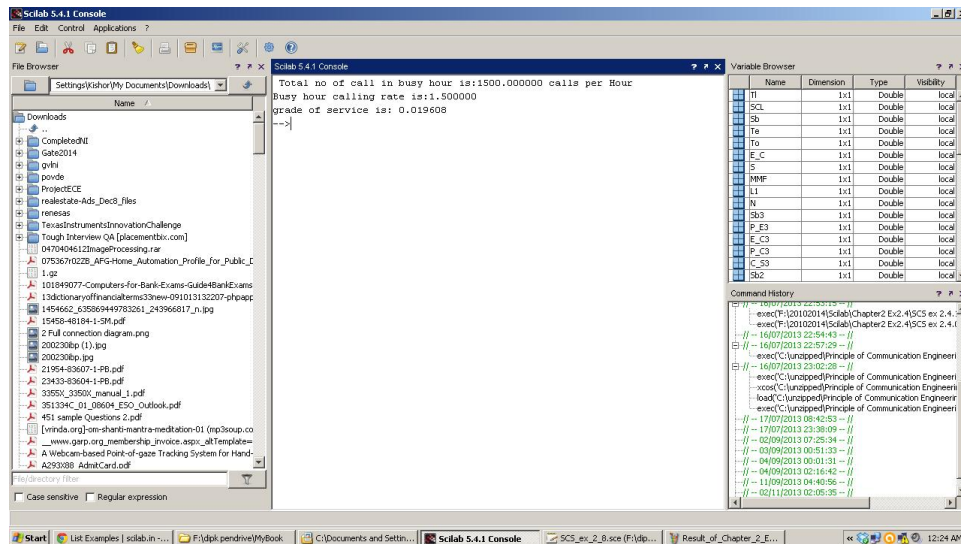 Scilab 5.4.1 Console
File Edit Control Applications ?
File Browser
Settings\Kishor\My Documents\Downloads\
Name
Downloads
..
CompletedNI
Gate2014
gvlni
povde
ProjectECE
realestate-Ads_Dec8_files
renesas
TexasInstrumentsInnovationChallenge
Tough Interview QA [placementbix.com]
0470404612ImageProcessing.rar
075367r02ZB_AFG-Home_Automation_Profile_for_Public_D
1.gz
101849077-Computers-for-Bank-Exams-Guide4BankExams
13dictionaryoffinancialterms33new-091013132207-phpapp
1454662_635869449783261_243966817_n.jpg
15458-48184-1-SM.pdf
2 Full connection diagram.png
200230ibp (1).jpg
200230ibp.jpg
21954-83607-1-PB.pdf
23433-83604-1-PB.pdf
3355X_3350X_manual_1.pdf
351334C_01_08604_ESO_Outlook.pdf
451 sample Questions 2.pdf
[vrinda.org]-om-shanti-mantra-meditation-01 (mp3soup.co
__www.garp.org_membership_invoice.aspx_altTemplate=
A Webcam-based Point-of-gaze Tracking System for Hand-
A293X88 AdmitCard.pdf
File/directory filter
Case sensitive Regular expression
Scilab 5.4.1 Console
Total no of call in busy hour is:1500.000000 calls per Hour
Busy hour calling rate is:1.500000
grade of service is: 0.019608
-->
Variable Browser
Name Dimension Type Visibility
Tl 1x1 Double local
SCL 1x1 Double local
Sb 1x1 Double local
Te 1x1 Double local
To 1x1 Double local
E_C 1x1 Double local
S 1x1 Double local
MMF 1x1 Double local
L1 1x1 Double local
N 1x1 Double local
Sb3 1x1 Double local
P_E3 1x1 Double local
E_C3 1x1 Double local
P_C3 1x1 Double local
C_S3 1x1 Double local
Sb2 1x1 Double local
Command History
// -- 16/07/2013 22:53:15 -- //
exec('F:\20102014\Scilab\Chapter2 Ex2.4\SCS ex 2.4.
exec('F:\20102014\Scilab\Chapter2 Ex2.4\SCS ex 2.4.
// -- 16/07/2013 22:54:43 -- //
// -- 16/07/2013 22:57:29 -- //
exec('C:\unzipped\Principle of Communication Engineeri
// -- 16/07/2013 23:02:28 -- //
exec('C:\unzipped\Principle of Communication Engineeri
xcos('C:\unzipped\Principle of Communication Engineeri
load('C:\unzipped\Principle of Communication Engineeri
exec('C:\unzipped\Principle of Communication Engineeri
// -- 17/07/2013 08:42:53 -- //
// -- 17/07/2013 23:38:09 -- //
// -- 02/09/2013 07:25:34 -- //
// -- 03/09/2013 00:51:33 -- //
// -- 04/09/2013 00:01:31 -- //
// -- 04/09/2013 02:16:42 -- //
// -- 11/09/2013 04:40:56 -- //
// -- 02/11/2013 02:05:35 -- //
Start List Examples | scilab.in -... F:\dipk pendrive\MyBook C:\Documents and Settin... Scilab 5.4.1 Console SCS_ex_2_8.sce (F:\dip... Result_of_Chapter_2_E... 12:24 AM